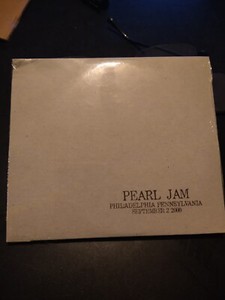 PEARL JAM
PHILADELPHIA PENNSYLVANIA
SEPTEMBER 2 2000